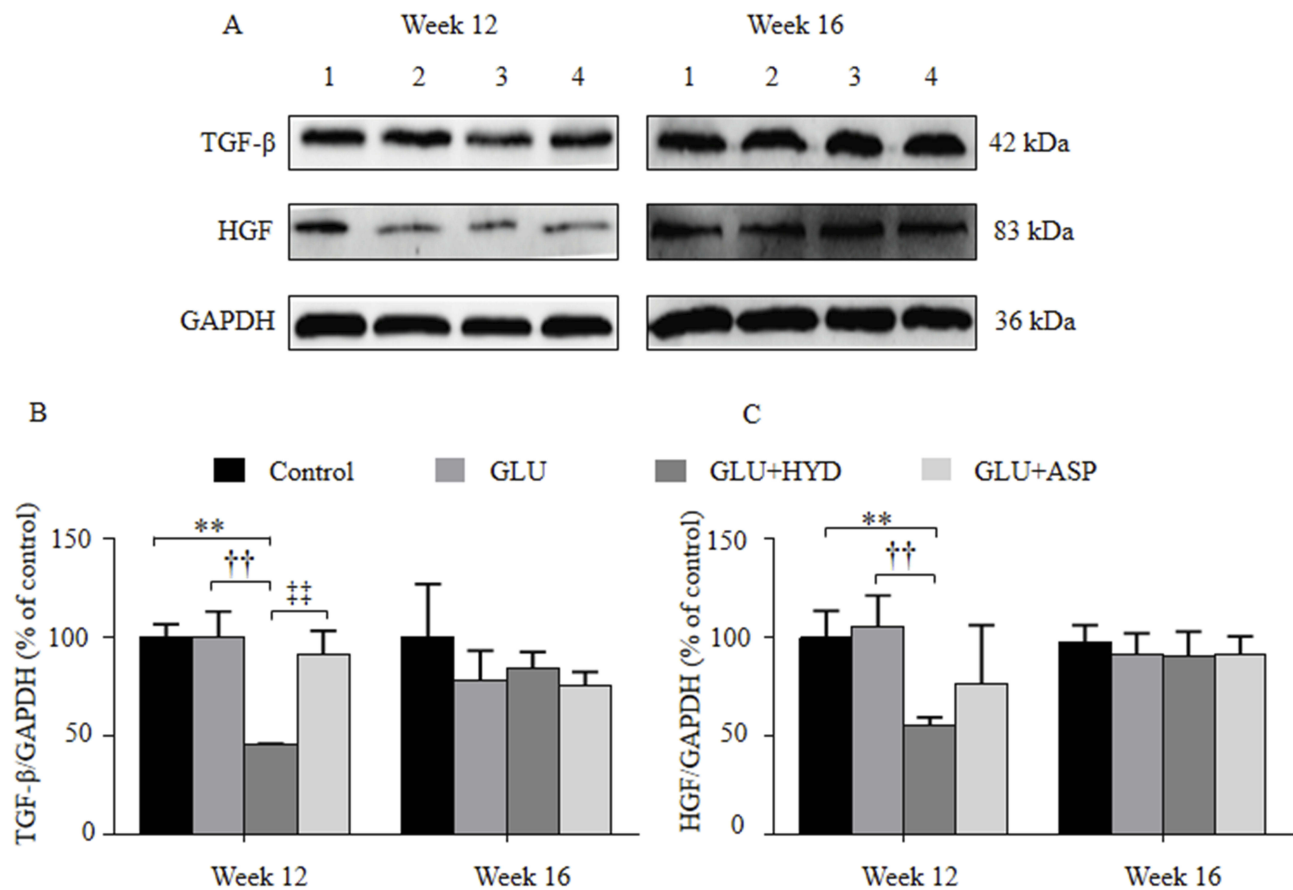 A Week 12 Week 16
1 2 3 4 1 2 3 4
TGF-β 42 kDa
HGF 83 kDa
GAPDH 36 kDa
B C
Control GLU GLU+HYD GLU+ASP
TGF-β/GAPDH (% of control)
150
100
50
0
**
††
‡‡
Week 12 Week 16
HGF/GAPDH (% of control)
150
100
50
0
**
††
Week 12 Week 16